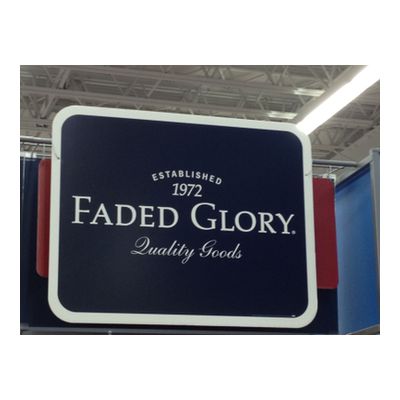 ESTABLISHED
1972
FADED GLORY®
Quality Goods